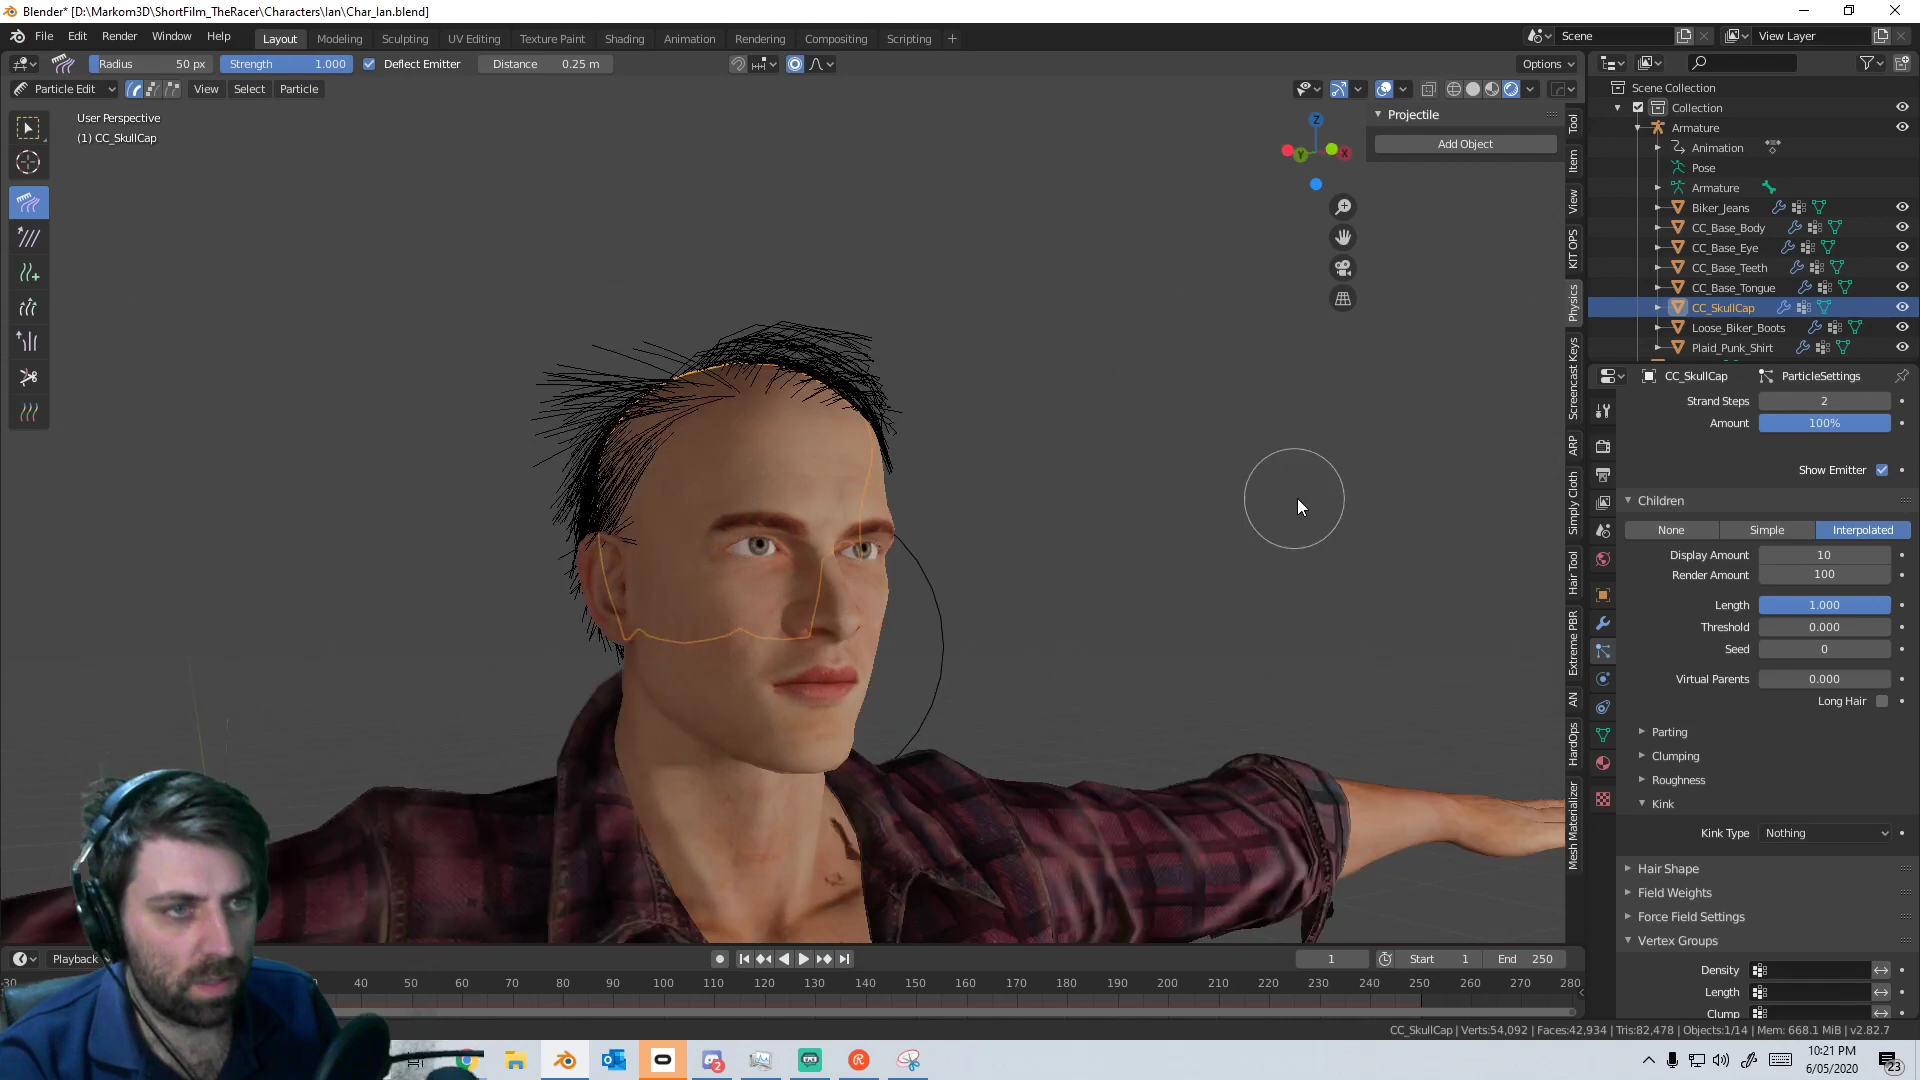 Blender* [D:\Markom3D\ShortFilm_TheRacer\Characters\Ian\Char_Ian.blend]
File Edit Render Window Help
Layout Modeling Sculpting UV Editing Texture Paint Shading Animation Rendering Compositing Scripting +
Scene
View Layer
Radius 50 px
Strength 1.000
Deflect Emitter
Distance 0.25 m
Options
Particle Edit
View Select Particle
User Perspective
(1) CC_SkullCap
Projectile
Add Object
Z
Y
X
Tool
Item
View
KIT OPS
Physics
Screencast Keys
ARP
Simply Cloth
Hair Tool
Extreme PBR
AN
HardOps
Mesh Materializer
Scene Collection
Collection
Armature
Animation
Pose
Armature
Biker_Jeans
CC_Base_Body
CC_Base_Eye
CC_Base_Teeth
CC_Base_Tongue
CC_SkullCap
Loose_Biker_Boots
Plaid_Punk_Shirt
CC_SkullCap
ParticleSettings
Strand Steps 2
Amount 100%
Show Emitter
Children
None Simple Interpolated
Display Amount 10
Render Amount 100
Length 1.000
Threshold 0.000
Seed 0
Virtual Parents 0.000
Long Hair
Parting
Clumping
Roughness
Kink
Kink Type Nothing
Hair Shape
Field Weights
Force Field Settings
Vertex Groups
Density
Length
Clump
Playback
1
Start 1
End 250
-30 40 50 60 70 80 90 100 110 120 130 140 150 160 170 180 190 200 210 220 230 240 250 260 270 280
CC_SkullCap | Verts:54,092 | Faces:42,934 | Tris:82,478 | Objects:1/14 | Mem: 668.1 MiB | v2.82.7
2
10:21 PM
6/05/2020
23